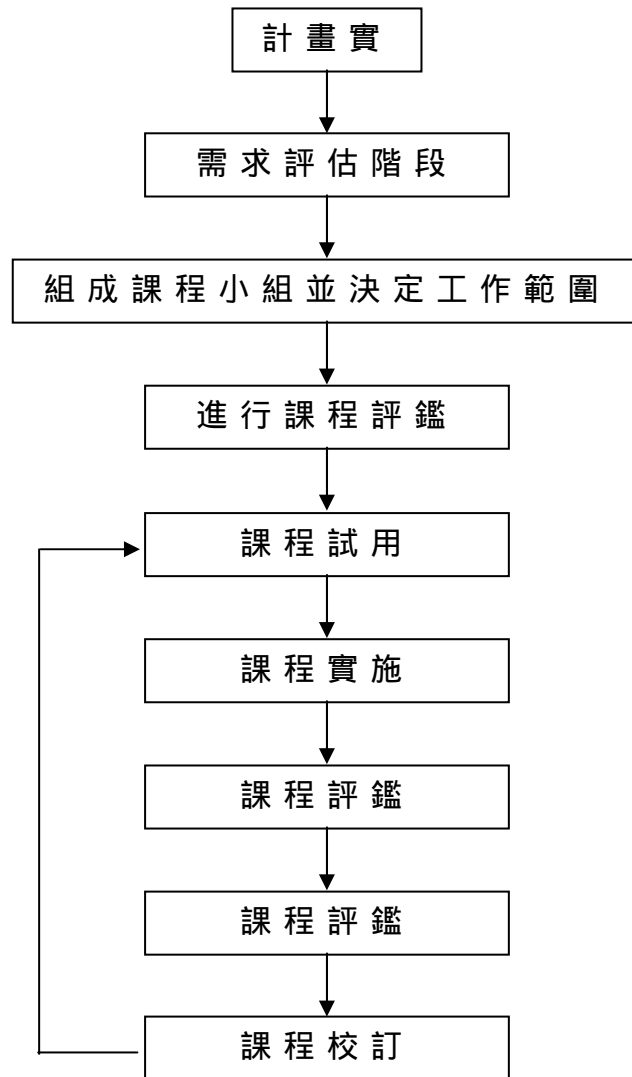 計畫實
需求評估階段
組成課程小組並決定工作範圍
進行課程評鑑
課程試用
課程實施
課程評鑑
課程評鑑
課程校訂